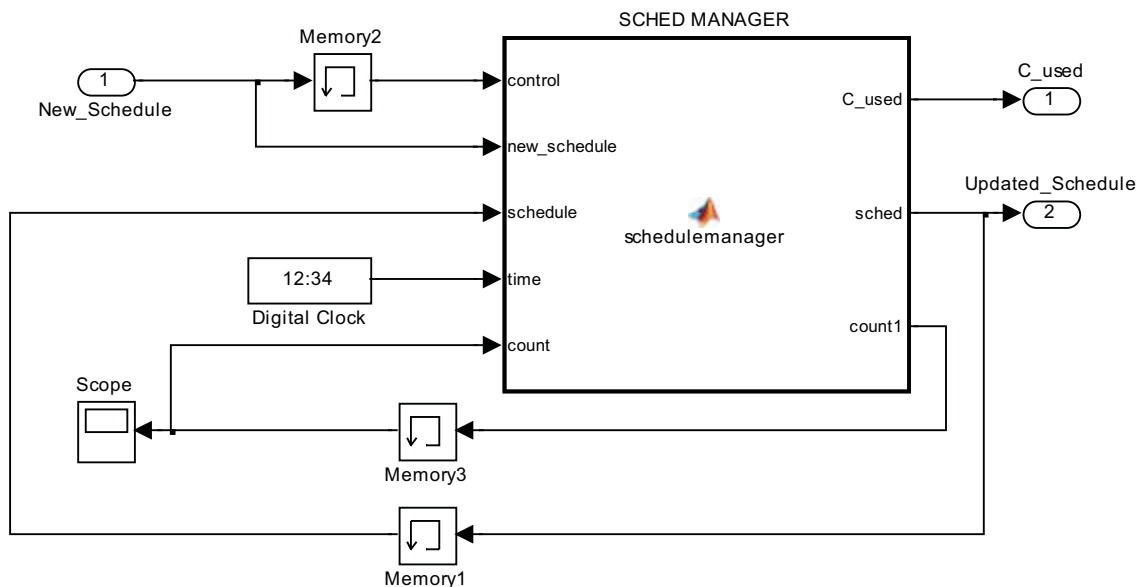 SCHED MANAGER
Memory2
1
New_Schedule
control
new_schedule
schedule
time
count
C_used
sched
count1
schedulemanager
C_used
1
Updated_Schedule
2
12:34
Digital Clock
Scope
Memory3
Memory1